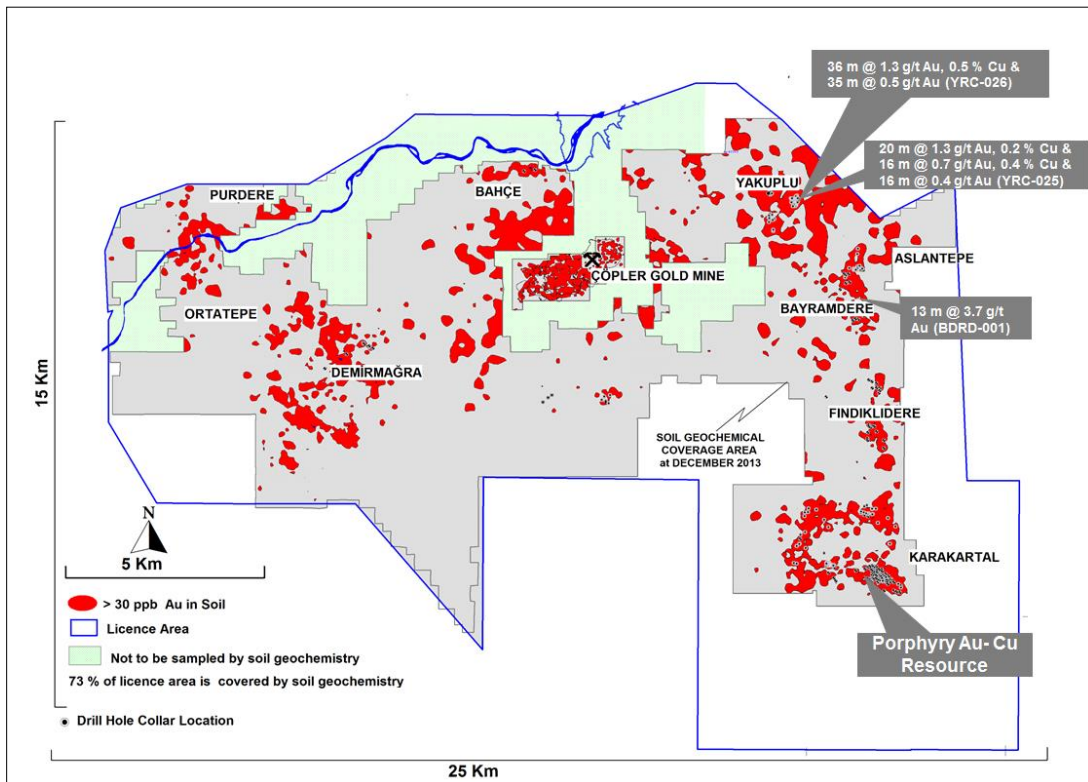 36 m @ 1.3 g/t Au, 0.5 % Cu &
35 m @ 0.5 g/t Au (YRC-026)
20 m @ 1.3 g/t Au, 0.2 % Cu &
16 m @ 0.7 g/t Au, 0.4 % Cu &
16 m @ 0.4 g/t Au (YRC-025)
YAKUPLU
PURDERE
BAHÇE
ÇÖPLER GOLD MINE
ASLANTEPE
ORTATEPE
BAYRAMDERE
13 m @ 3.7 g/t
Au (BDRD-001)
DEMİRMAĞRA
15 Km
FINDIKLIDERE
SOIL GEOCHEMICAL
COVERAGE AREA
at DECEMBER 2013
N
5 Km
KARAKARTAL
> 30 ppb Au in Soil
Licence Area
Not to be sampled by soil geochemistry
73 % of licence area is covered by soil geochemistry
Drill Hole Collar Location
Porphyry Au- Cu
Resource
25 Km